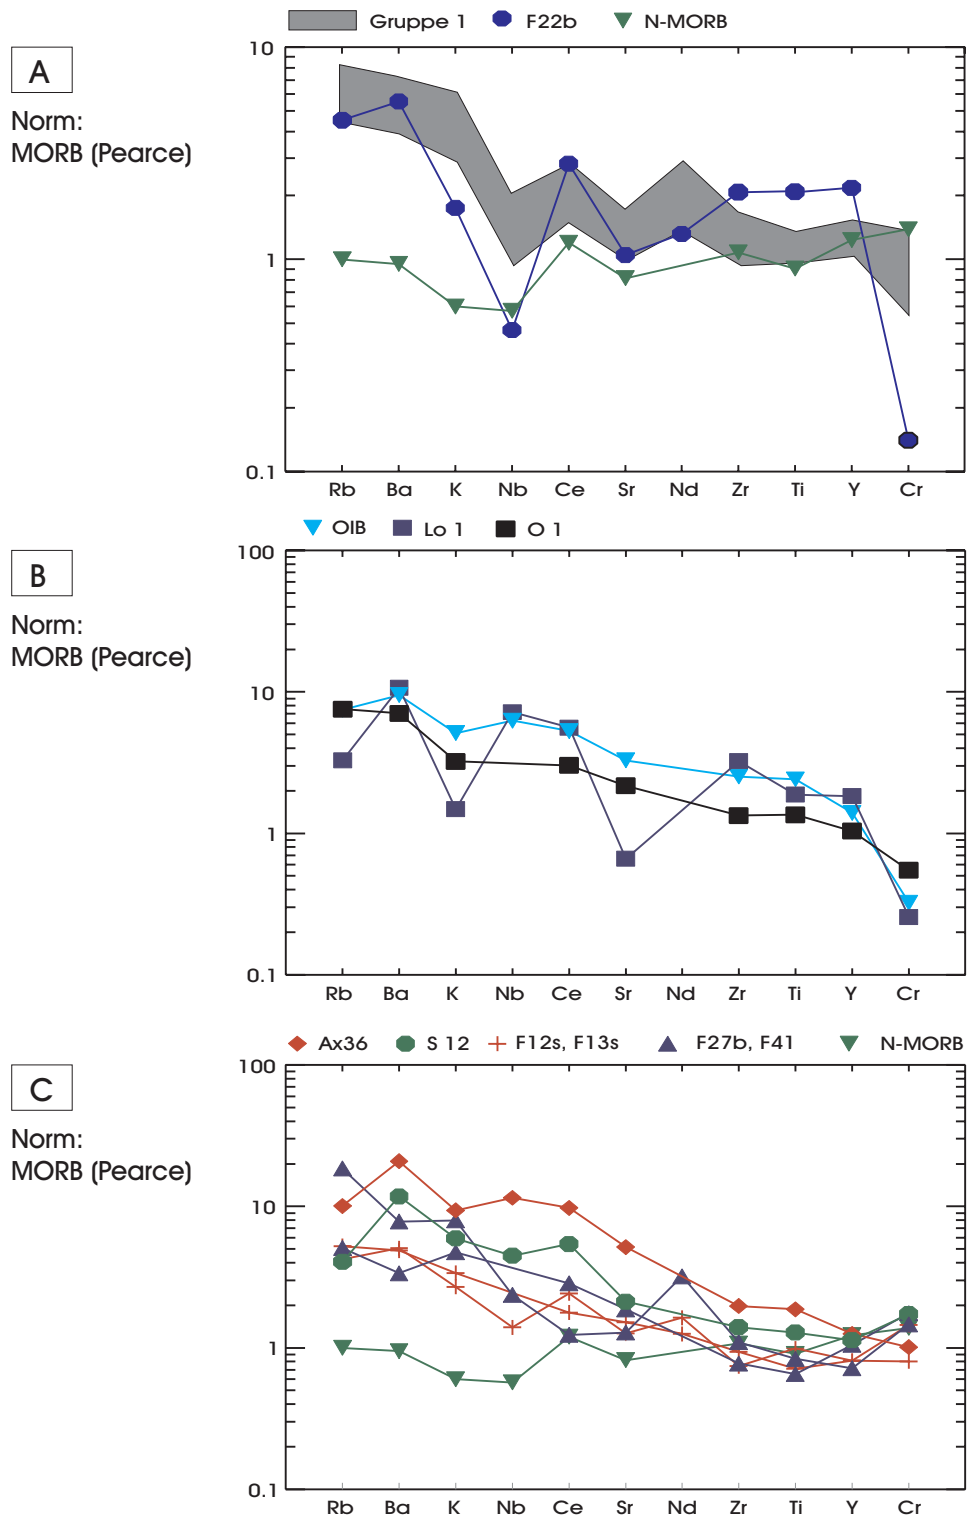 Gruppe 1 F22b N-MORB
A
Norm:
MORB (Pearce)
10
1
0.1
Rb Ba K Nb Ce Sr Nd Zr Ti Y Cr
OIB Lo 1 O 1
B
Norm:
MORB (Pearce)
100
10
1
0.1
Rb Ba K Nb Ce Sr Nd Zr Ti Y Cr
Ax36 S 12 F12s, F13s F27b, F41 N-MORB
C
Norm:
MORB (Pearce)
100
10
1
0.1
Rb Ba K Nb Ce Sr Nd Zr Ti Y Cr